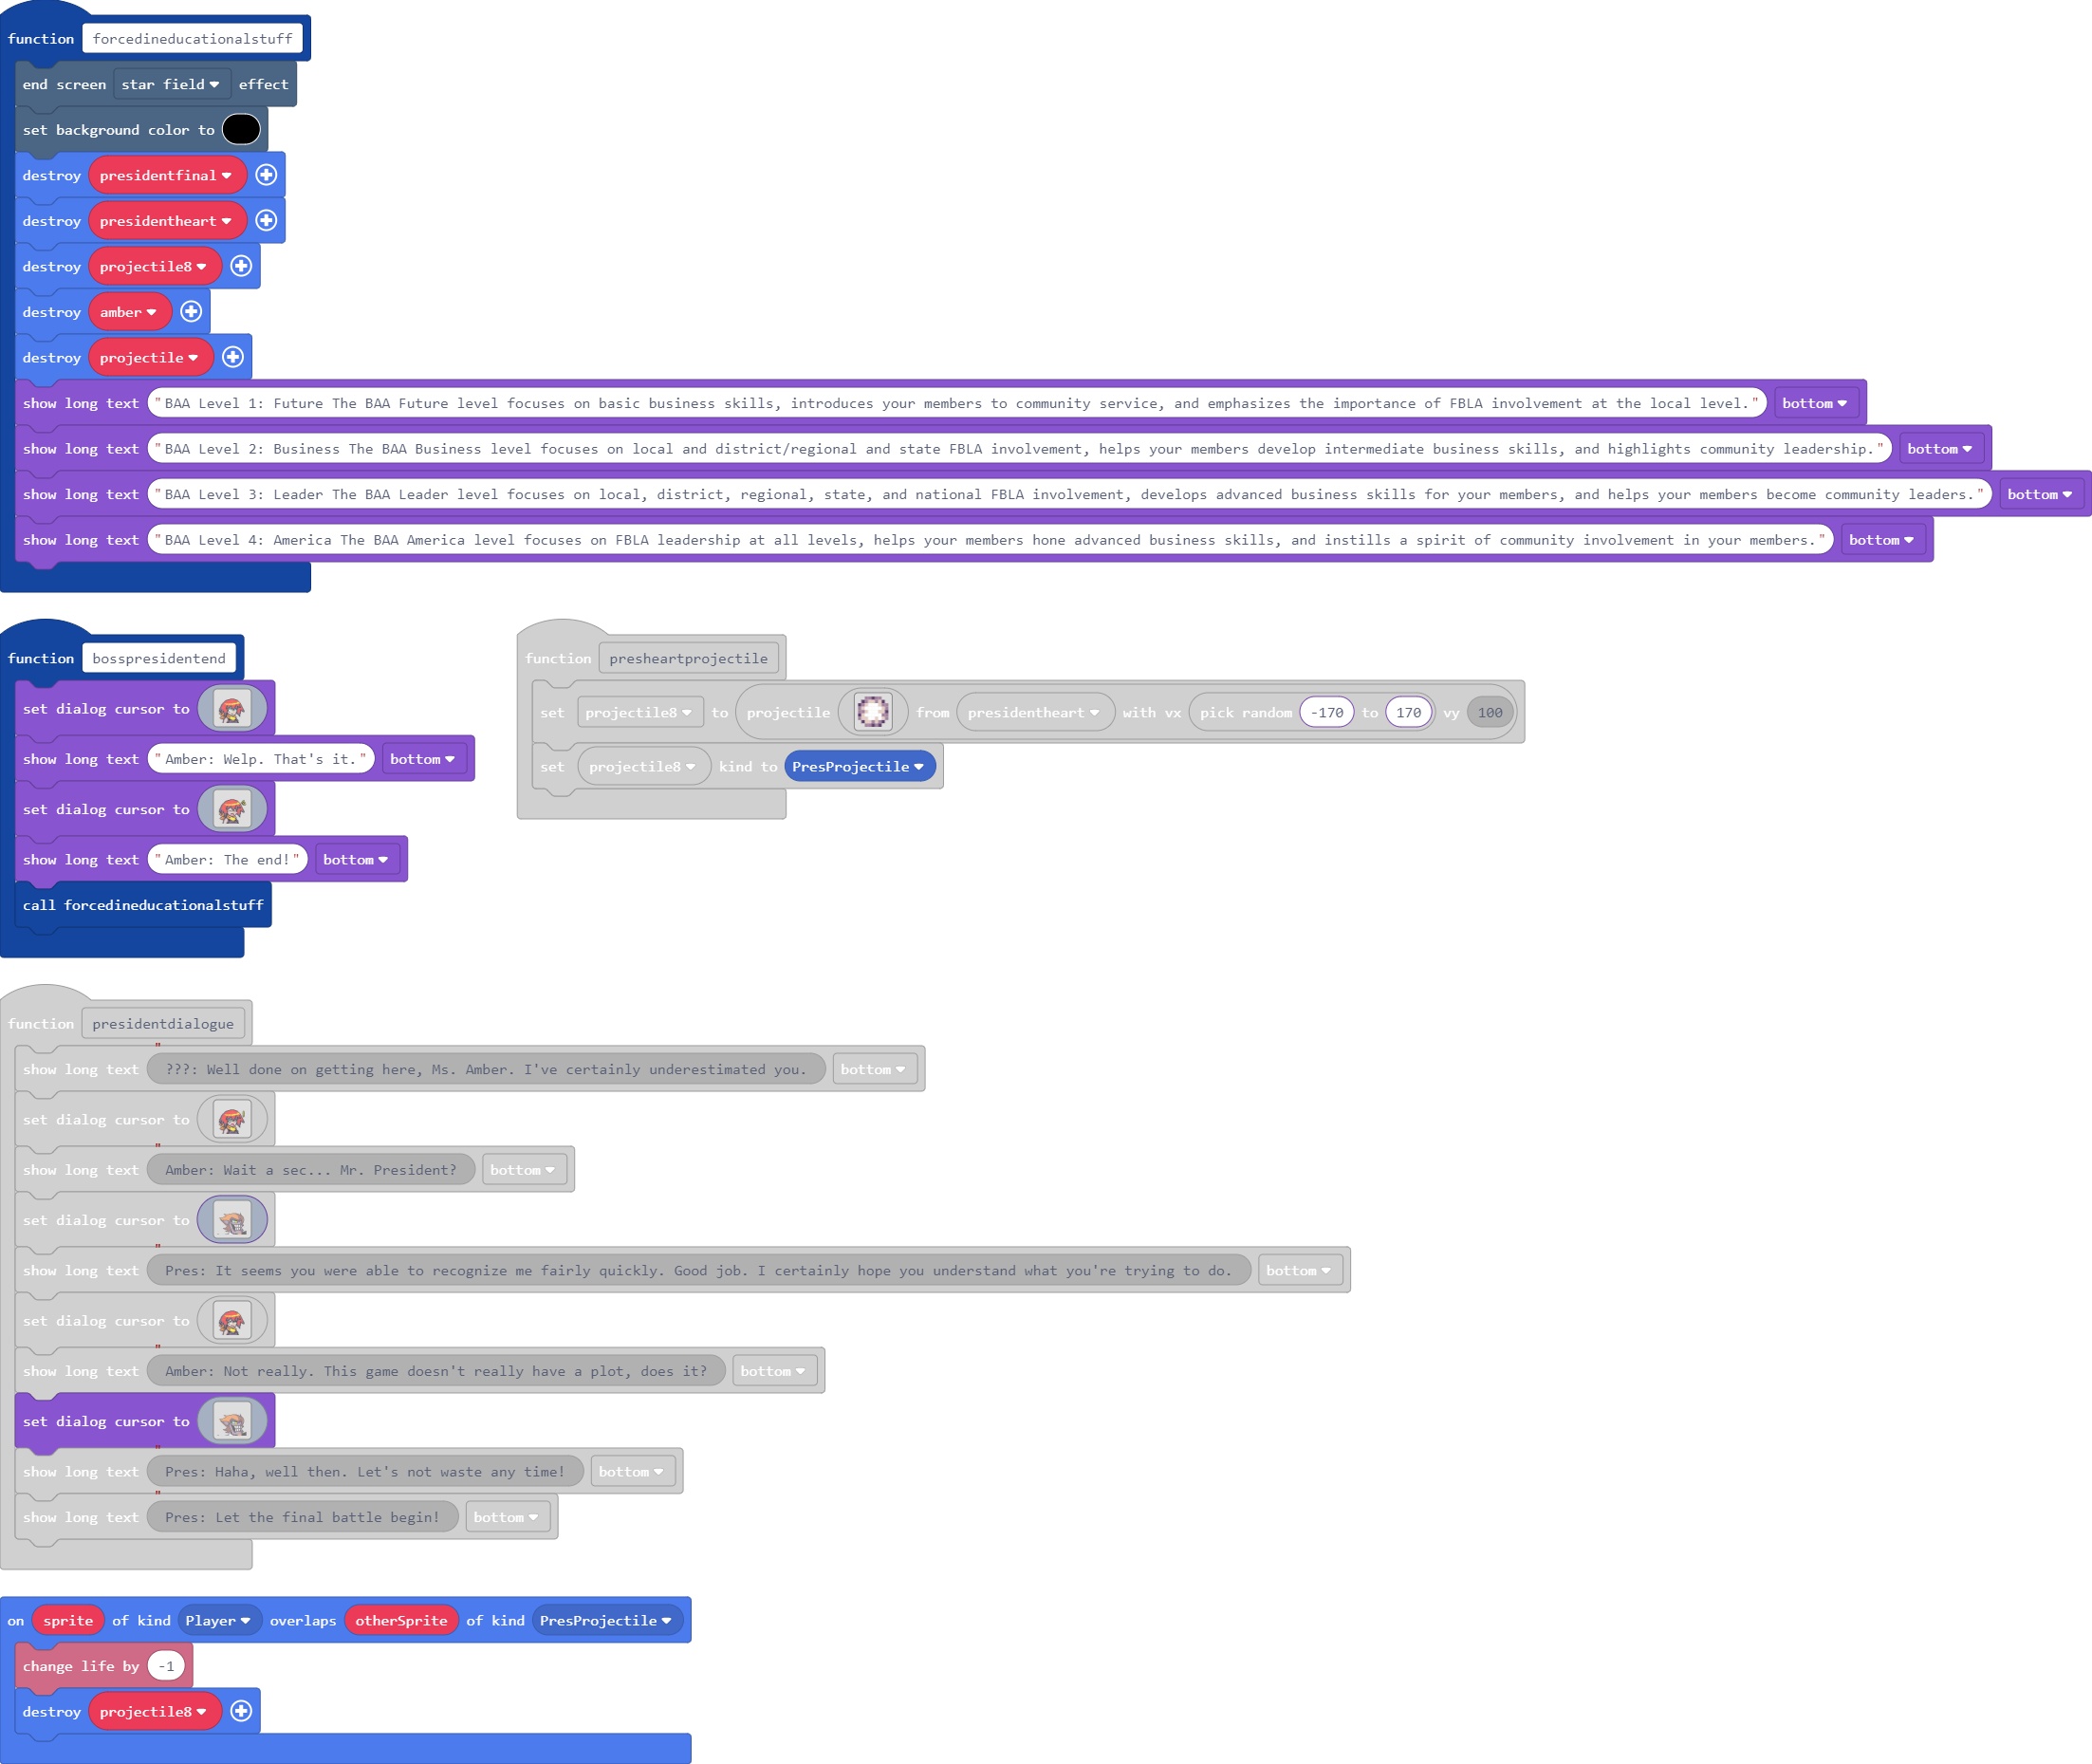 function forcedineducationalstuff
end screen star field effect
set background color to
destroy presidentfinal
destroy presidentheart
destroy projectile8
destroy amber
destroy projectile
show long text "BAA Level 1: Future The BAA Future level focuses on basic business skills, introduces your members to community service, and emphasizes the importance of FBLA involvement at the local level." bottom
show long text "BAA Level 2: Business The BAA Business level focuses on local and district/regional and state FBLA involvement, helps your members develop intermediate business skills, and highlights community leadership." bottom
show long text "BAA Level 3: Leader The BAA Leader level focuses on local, district, regional, state, and national FBLA involvement, develops advanced business skills for your members, and helps your members become community leaders." bottom
show long text "BAA Level 4: America The BAA America level focuses on FBLA leadership at all levels, helps your members hone advanced business skills, and instills a spirit of community involvement in your members." bottom
function bosspresidentend
set dialog cursor to
show long text "Amber: Welp. That's it." bottom
set dialog cursor to
show long text "Amber: The end!" bottom
call forcedineducationalstuff
function presheartprojectile
set projectile8 to projectile from presidentheart with vx pick random -170 to 170 vy 100
set projectile8 kind to PresProjectile
function presidentdialogue
show long text " ???: Well done on getting here, Ms. Amber. I've certainly underestimated you. bottom
set dialog cursor to
show long text " Amber: Wait a sec... Mr. President? bottom
set dialog cursor to
show long text " Pres: It seems you were able to recognize me fairly quickly. Good job. I certainly hope you understand what you're trying to do. bottom
set dialog cursor to
show long text " Amber: Not really. This game doesn't really have a plot, does it? bottom
set dialog cursor to
show long text " Pres: Haha, well then. Let's not waste any time! bottom
show long text " Pres: Let the final battle begin! bottom
on sprite of kind Player overlaps otherSprite of kind PresProjectile
change life by -1
destroy projectile8